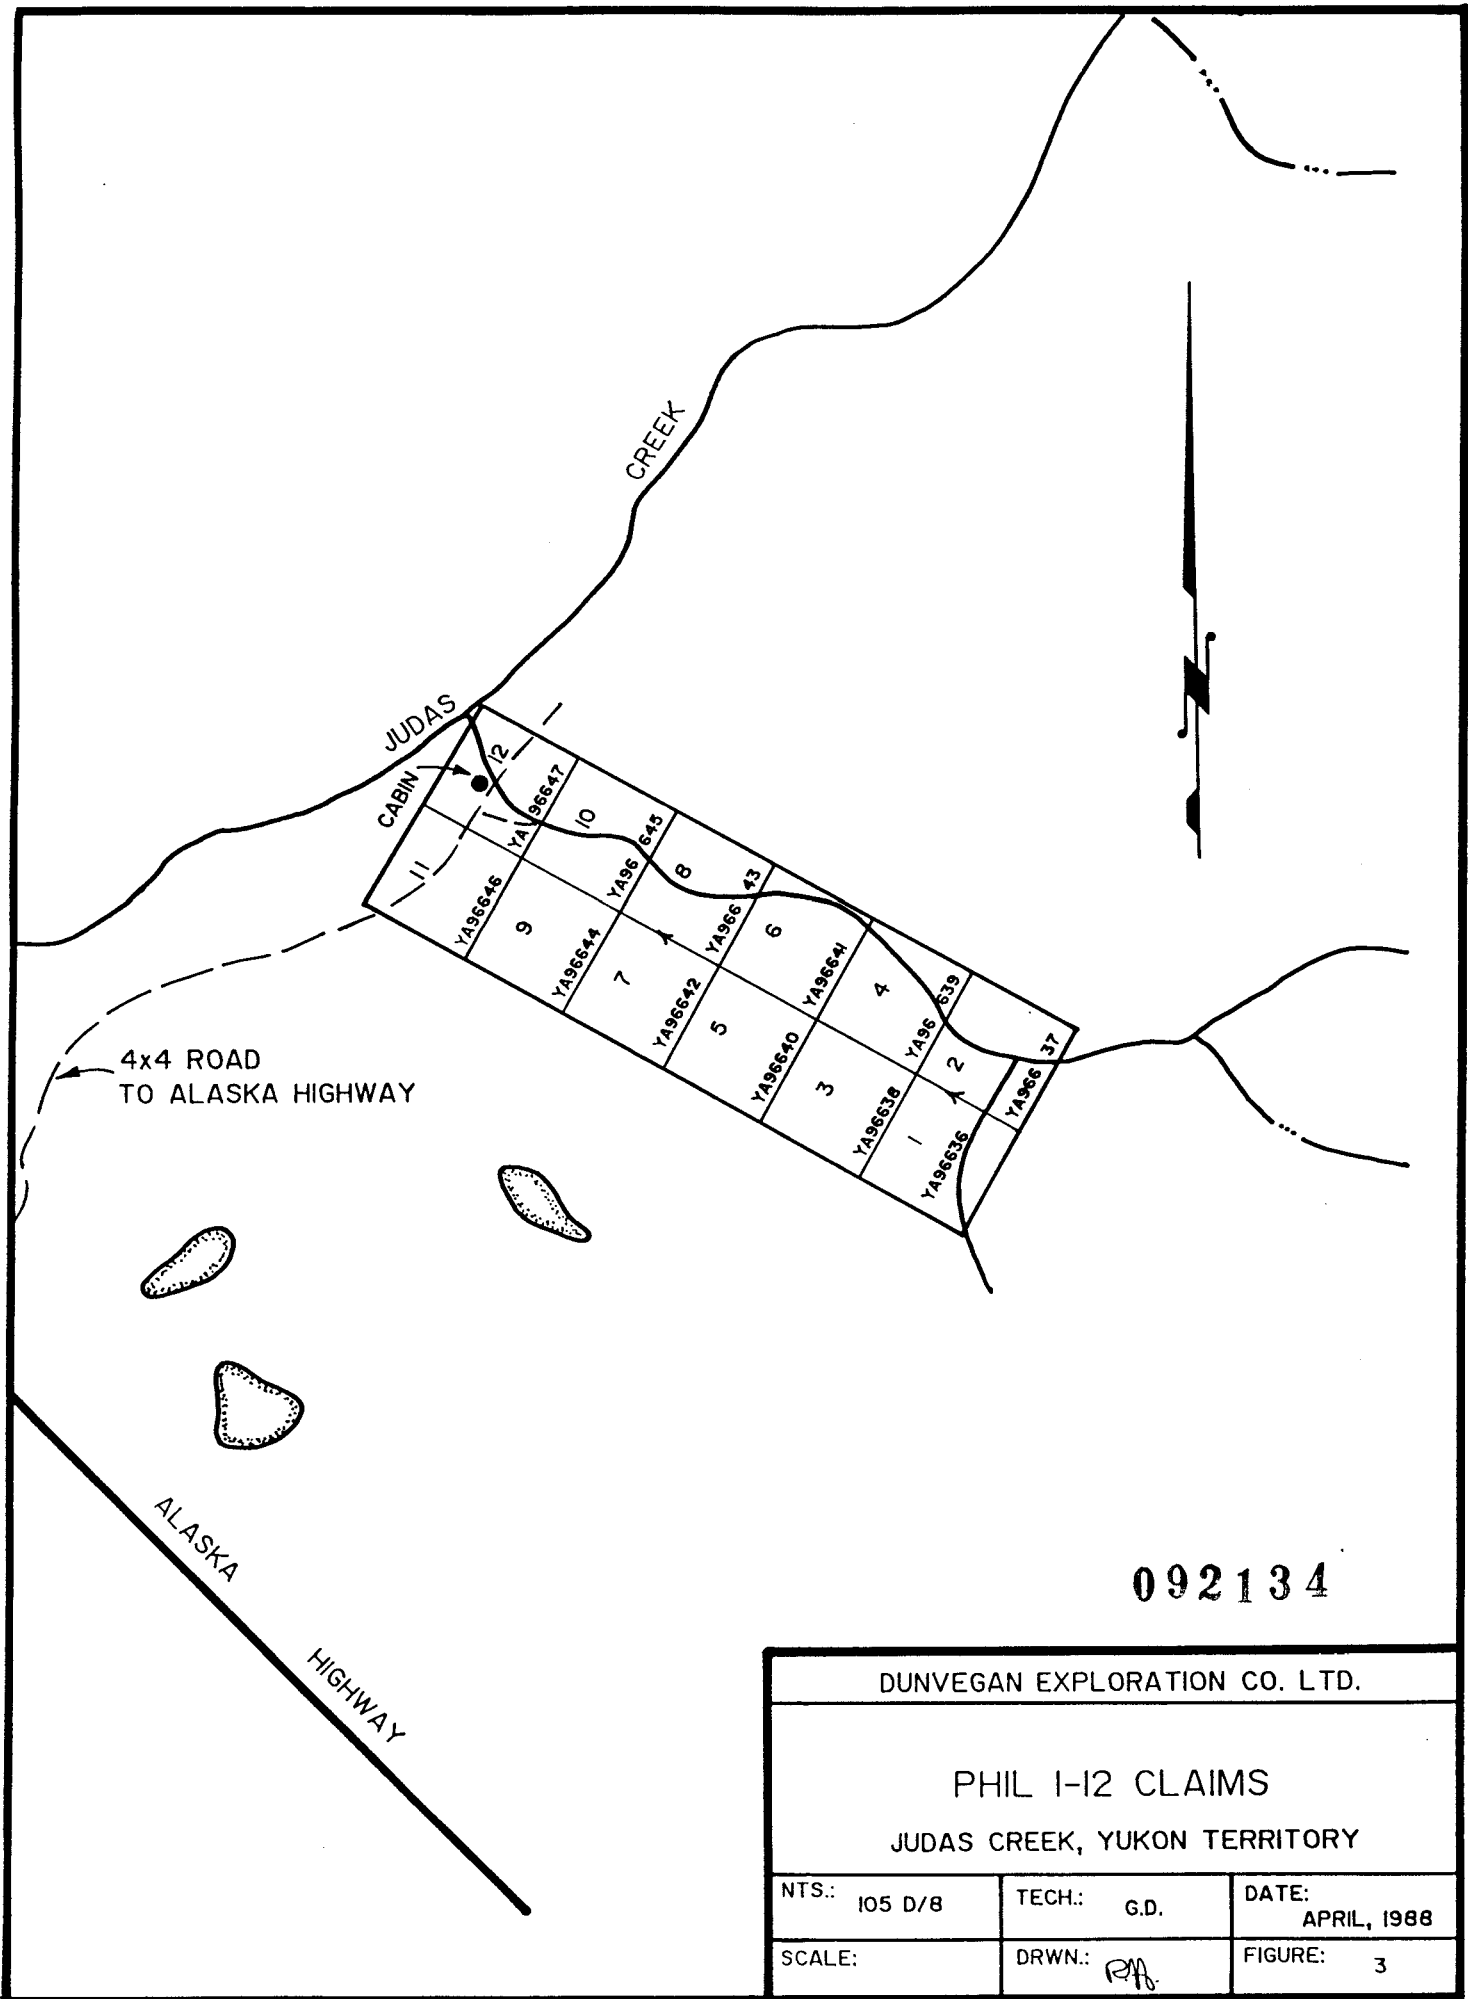 CREEK
JUDAS
CABIN
12
YA96647
11
YA96646
10
YA96645
9
YA96644
8
YA96643
7
YA96642
6
YA96641
5
YA96640
4
YA96639
3
YA96638
2
YA96637
1
YA96636
N
4x4 ROAD
TO ALASKA HIGHWAY
ALASKA
HIGHWAY
092134
DUNVEGAN EXPLORATION CO. LTD.
PHIL 1-12 CLAIMS
JUDAS CREEK, YUKON TERRITORY
NTS.: 105 D/8
TECH.: G.D.
DATE:
APRIL, 1988
SCALE:
DRWN.:
FIGURE: 3